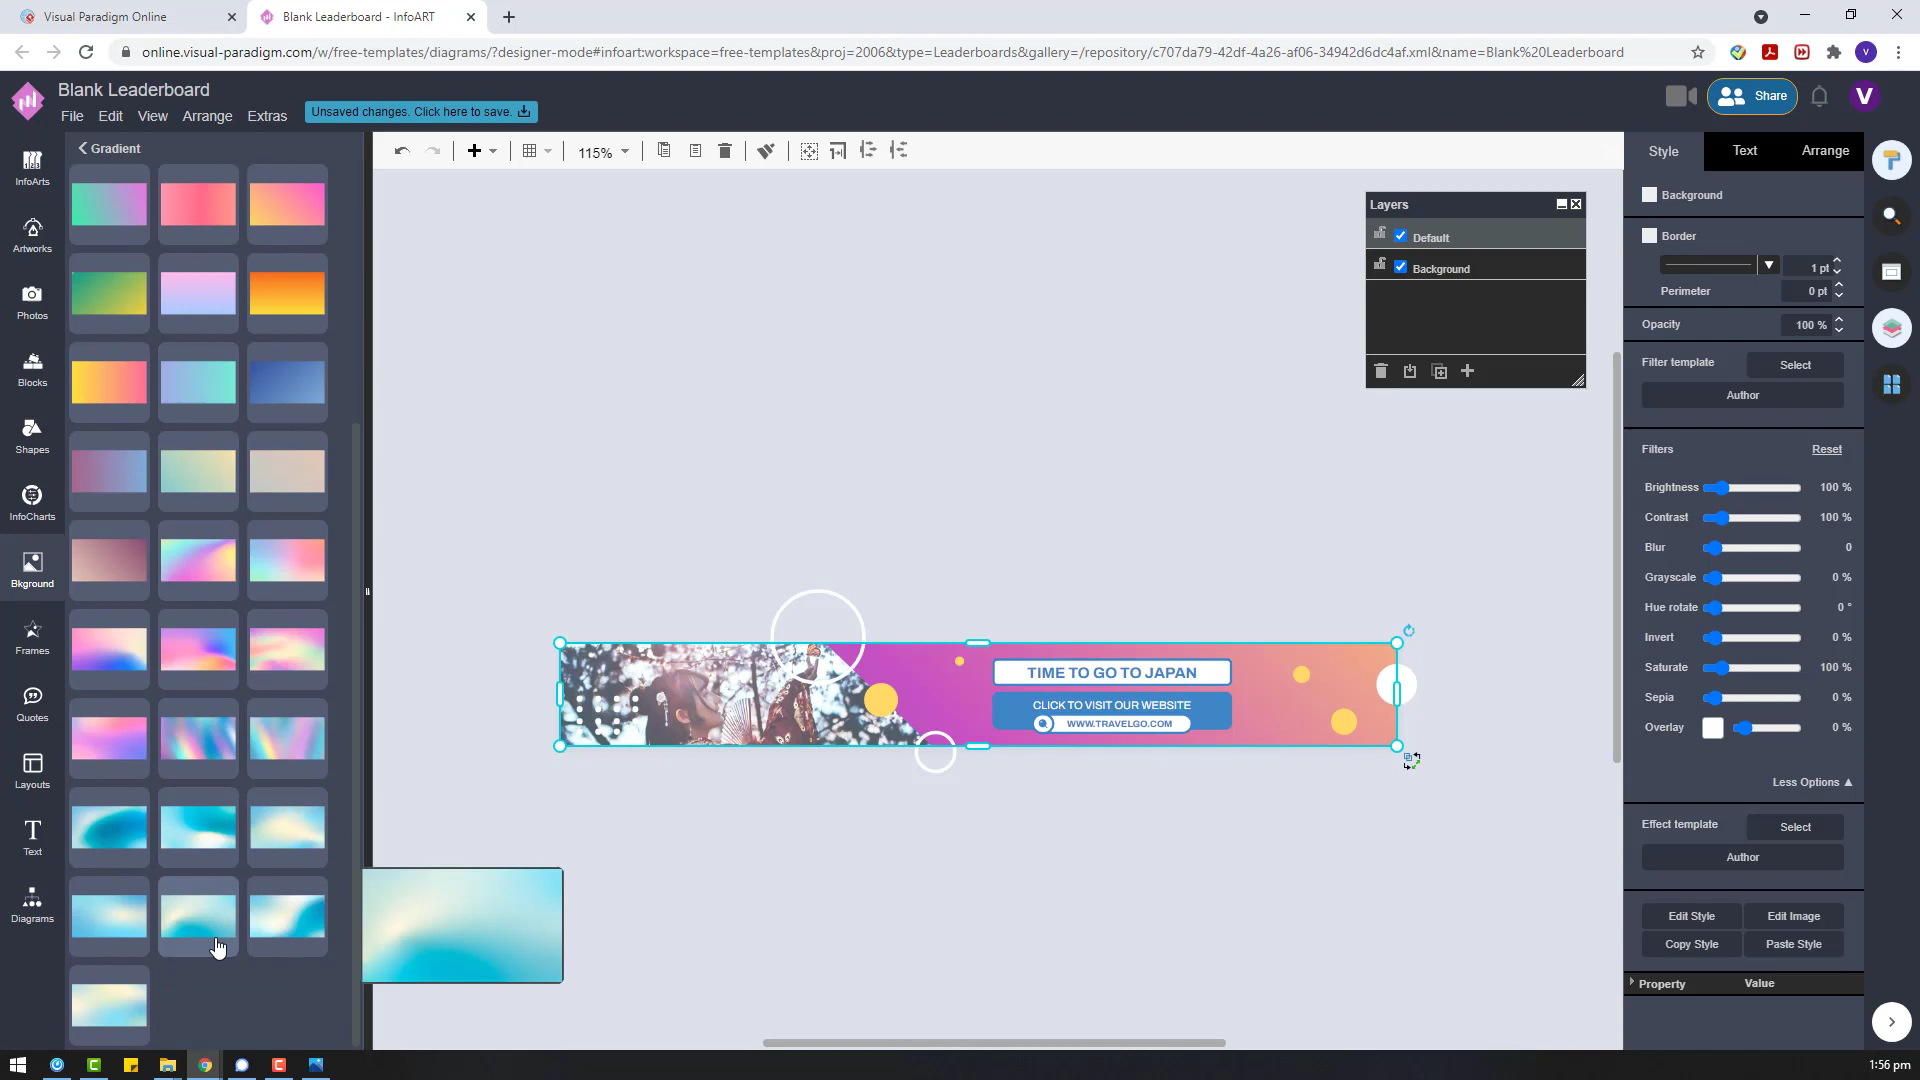 Visual Paradigm Online
Blank Leaderboard - InfoART
online.visual-paradigm.com/w/free-templates/diagrams/?designer-mode#infoart:workspace=free-templates&proj=2006&type=Leaderboards&gallery=/repository/c707da79-42df-4a26-af06-34942d6dc4af.xml&name=Blank%20Leaderboard
Blank Leaderboard
File Edit View Arrange Extras
Unsaved changes. Click here to save.
Share
V
Gradient
115%
InfoArts
Artworks
Photos
Blocks
Shapes
InfoCharts
Bkground
Frames
Quotes
Layouts
Text
Diagrams
Layers
Default
Background
TIME TO GO TO JAPAN
CLICK TO VISIT OUR WEBSITE
WWW.TRAVELGO.COM
Style Text Arrange
Background
Border
1 pt
Perimeter 0 pt
Opacity 100 %
Filter template Select
Author
Filters Reset
Brightness 100 %
Contrast 100 %
Blur 0
Grayscale 0 %
Hue rotate 0 °
Invert 0 %
Saturate 100 %
Sepia 0 %
Overlay 0 %
Less Options
Effect template Select
Author
Edit Style Edit Image
Copy Style Paste Style
Property Value
1:56 pm